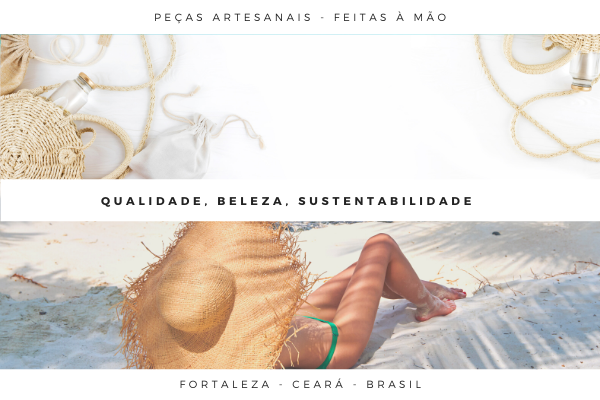 PEÇAS ARTESANAIS - FEITAS À MÃO
QUALIDADE, BELEZA, SUSTENTABILIDADE
FORTALEZA - CEARÁ - BRASIL